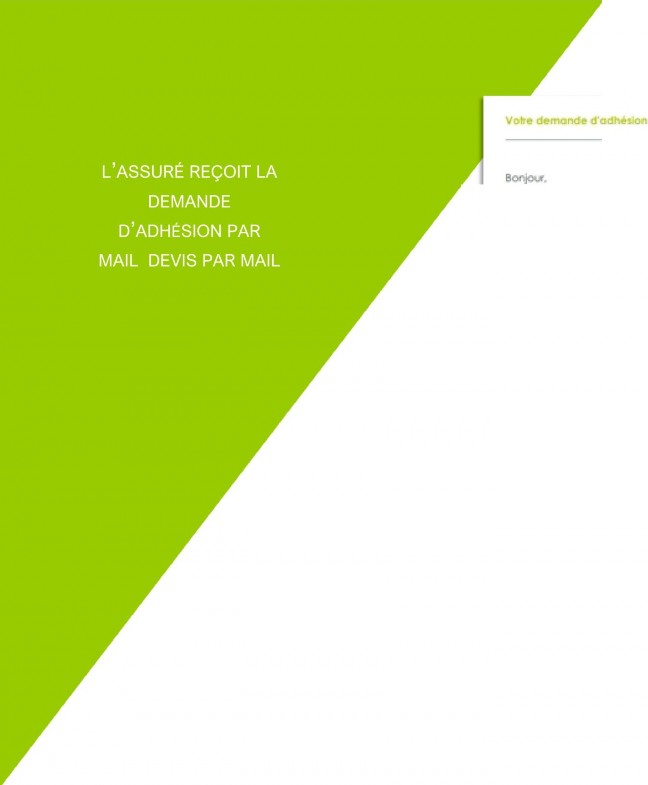 L'ASSURÉ REÇOIT LA
DEMANDE
D'ADHÉSION PAR
MAIL DEVIS PAR MAIL
Votre demande d'adhésion
Bonjour,